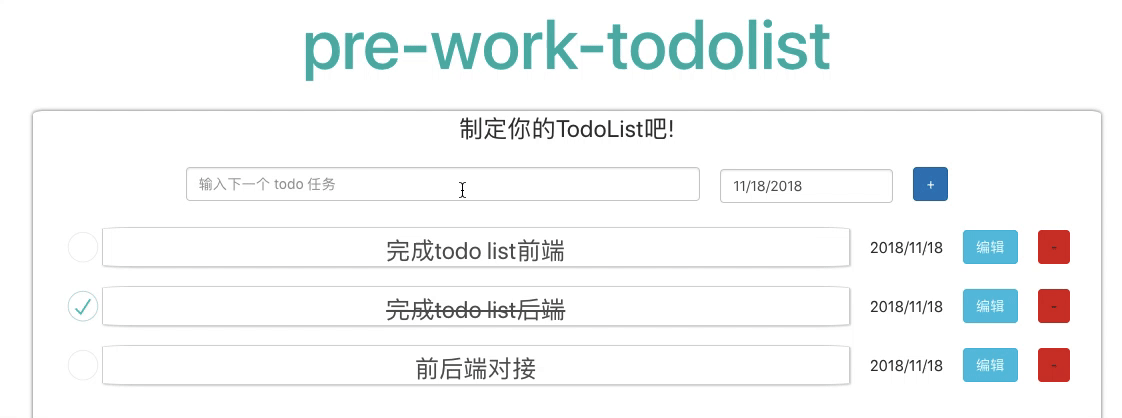 pre-work-todolist
制定你的TodoList吧!
输入下一个 todo 任务 11/18/2018 +
完成todo list前端 2018/11/18 编辑 -
完成todo list后端 2018/11/18 编辑 -
前后端对接 2018/11/18 编辑 -